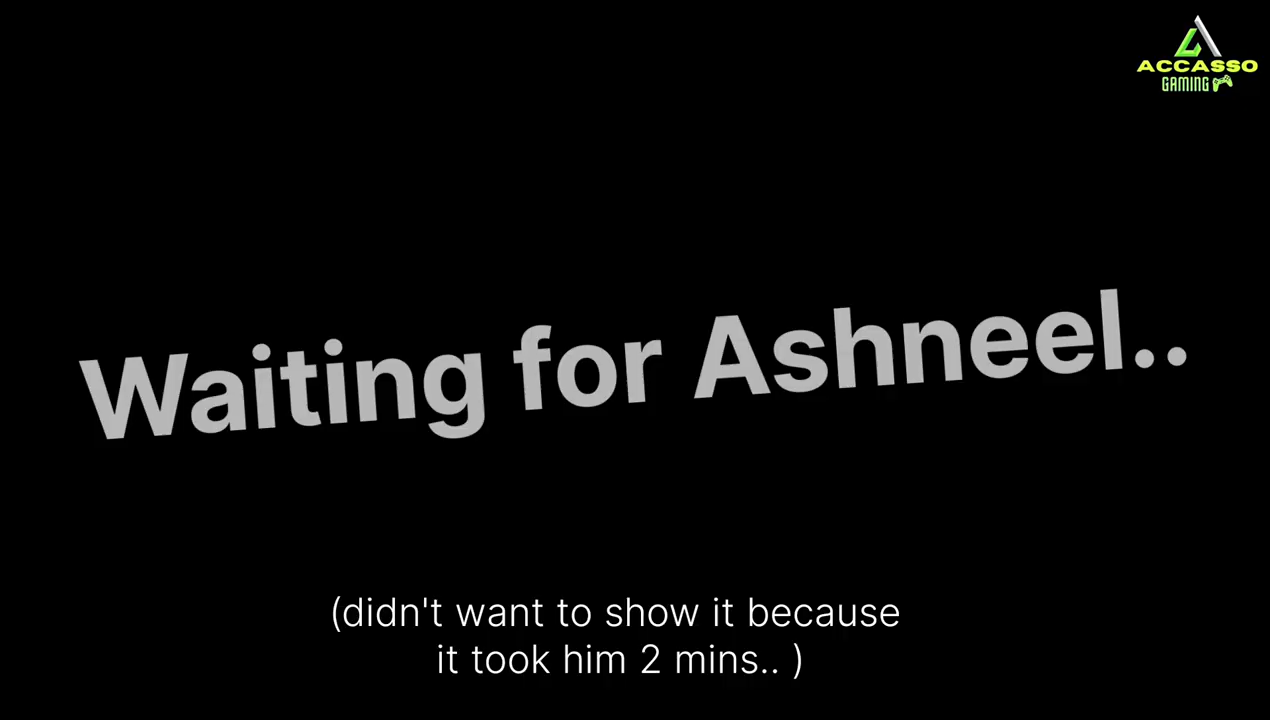 ACCASSO
GAMING
Waiting for Ashneel..
(didn't want to show it because
it took him 2 mins.. )